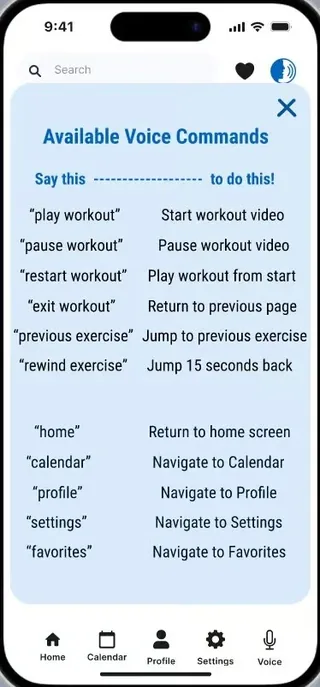 9:41
Search
Available Voice Commands
Say this ------------------- to do this!
“play workout” Start workout video
“pause workout” Pause workout video
“restart workout” Play workout from start
“exit workout” Return to previous page
“previous exercise” Jump to previous exercise
“rewind exercise” Jump 15 seconds back
“home” Return to home screen
“calendar” Navigate to Calendar
“profile” Navigate to Profile
“settings” Navigate to Settings
“favorites” Navigate to Favorites
Home Calendar Profile Settings Voice